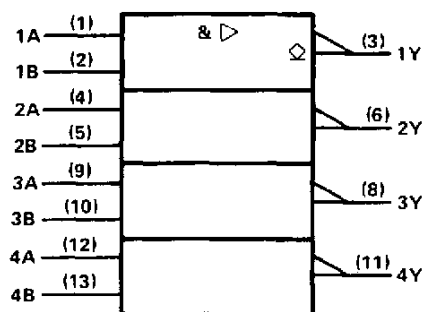 & ▷
1A (1)
(3) 1Y
1B (2)
2A (4)
(6) 2Y
2B (5)
3A (9)
(8) 3Y
3B (10)
4A (12)
(11) 4Y
4B (13)